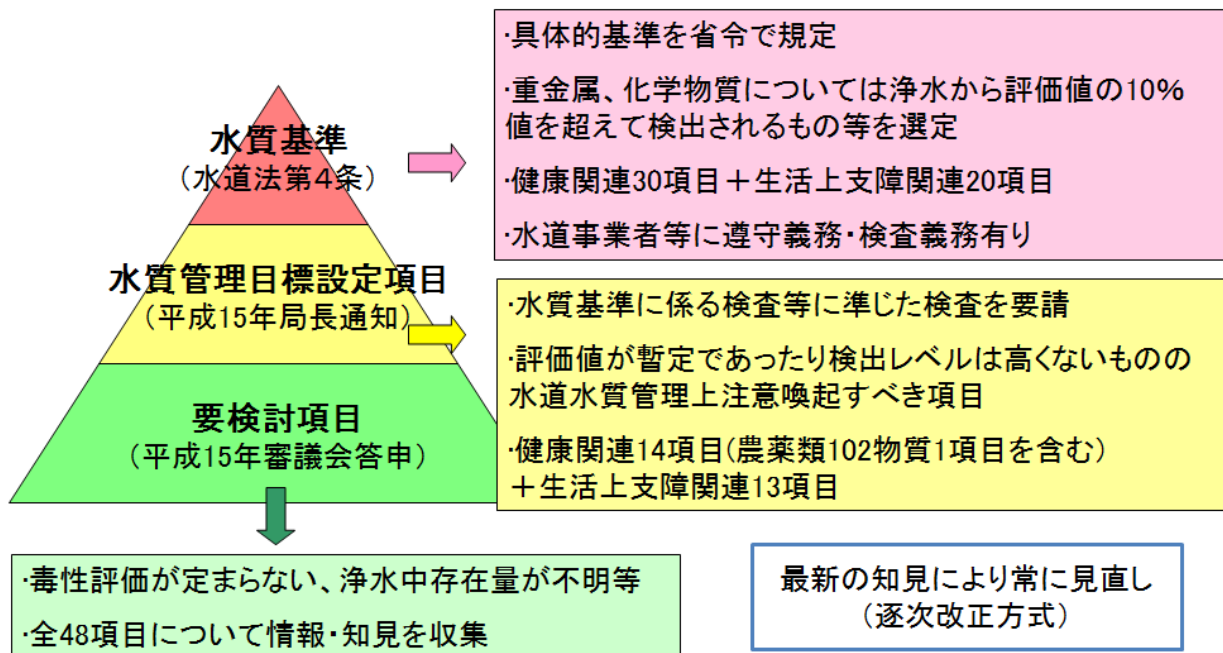 水質基準
（水道法第４条）
・具体的基準を省令で規定
・重金属、化学物質については浄水から評価値の10%
値を超えて検出されるもの等を選定
・健康関連30項目＋生活上支障関連20項目
・水道事業者等に遵守義務・検査義務有り
水質管理目標設定項目
（平成15年局長通知）
・水質基準に係る検査等に準じた検査を要請
・評価値が暫定であったり検出レベルは高くないものの
水道水質管理上注意喚起すべき項目
・健康関連14項目(農薬類102物質1項目を含む)
＋生活上支障関連13項目
要検討項目
（平成15年審議会答申）
・毒性評価が定まらない、浄水中存在量が不明等
・全48項目について情報・知見を収集
最新の知見により常に見直し
（逐次改正方式）